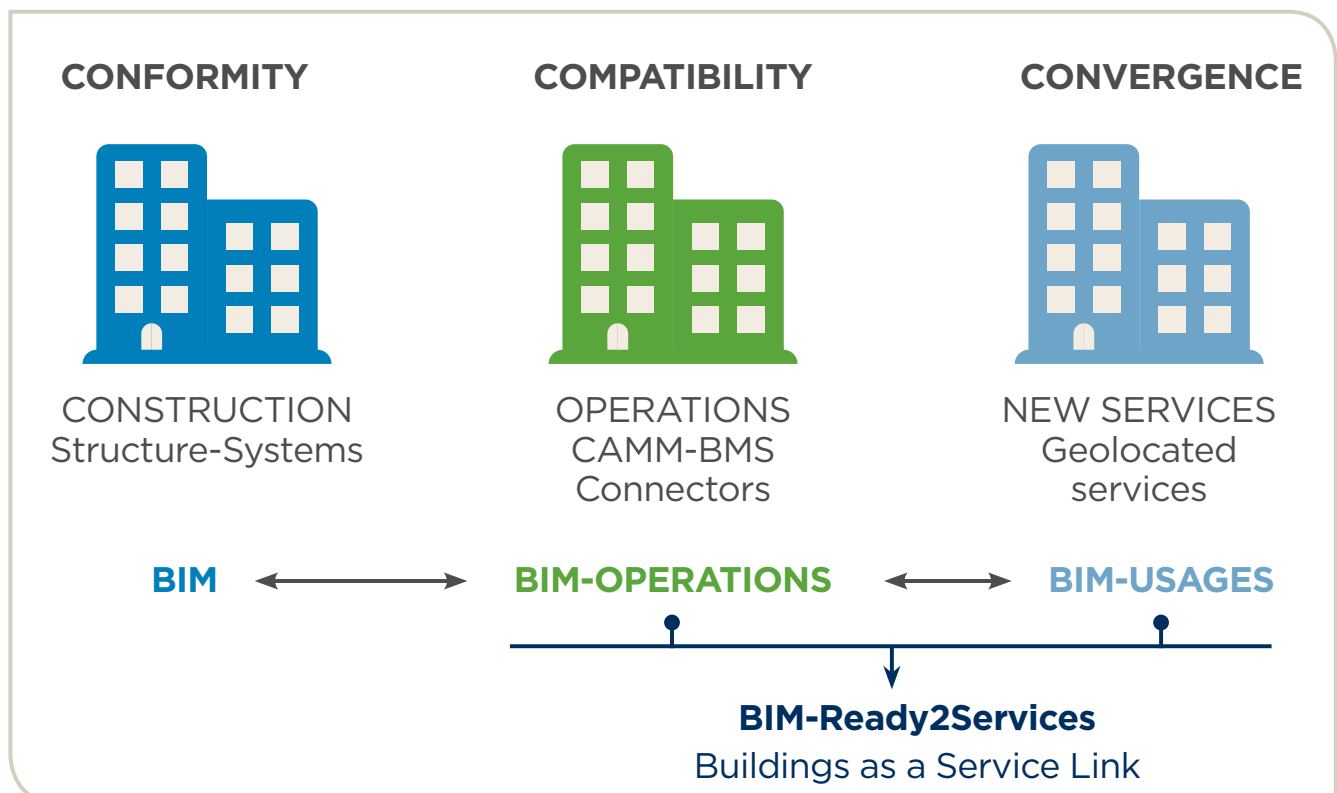 CONFORMITY
COMPATIBILITY
CONVERGENCE
CONSTRUCTION
Structure-Systems
OPERATIONS
CAMM-BMS
Connectors
NEW SERVICES
Geolocated
services
BIM
BIM-OPERATIONS
BIM-USAGES
BIM-Ready2Services
Buildings as a Service Link